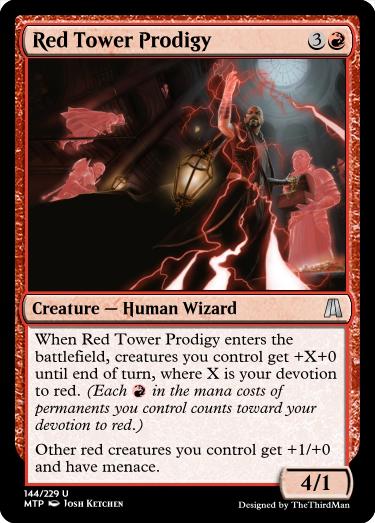 Red Tower Prodigy 3
Creature — Human Wizard
When Red Tower Prodigy enters the
battlefield, creatures you control get +X+0
until end of turn, where X is your devotion
to red. (Each in the mana costs of
permanents you control counts toward your
devotion to red.)
Other red creatures you control get +1/+0
and have menace.
4/1
144/229 U
MTP Josh Ketchen
Designed by TheThirdMan